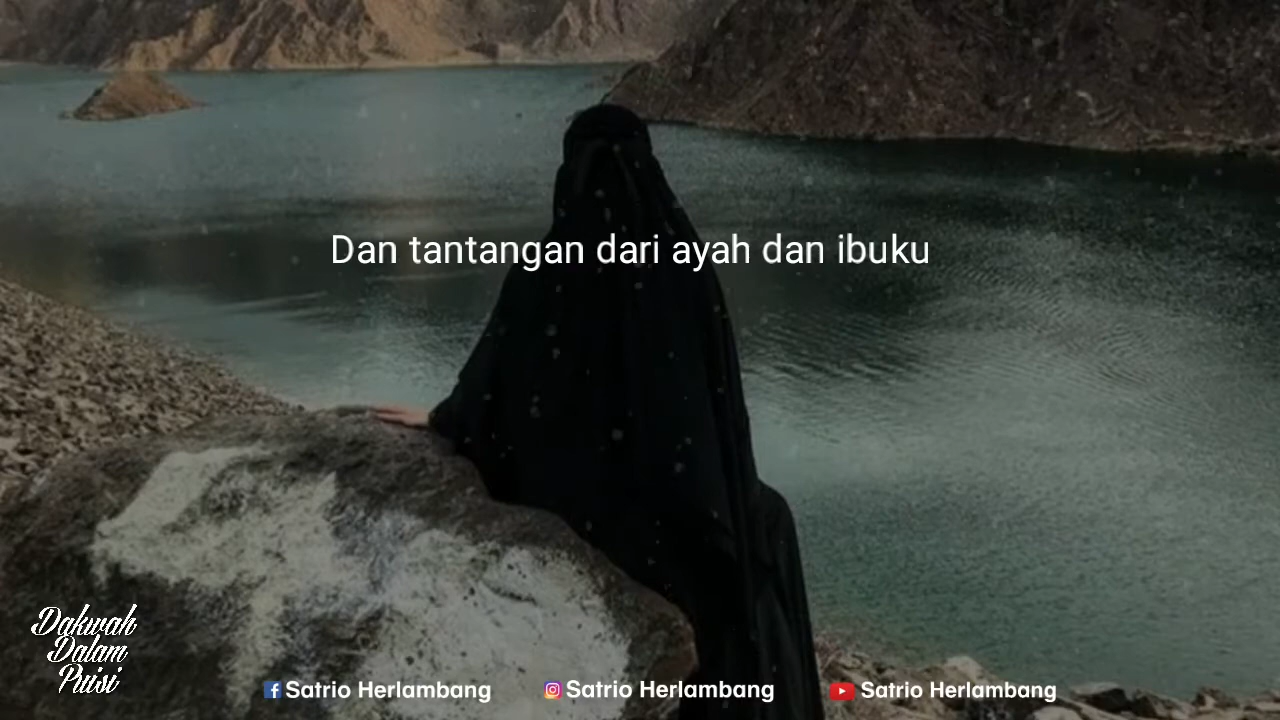 Dan tantangan dari ayah dan ibuku
Dakwah
Dalam
Puisi
Satrio Herlambang
Satrio Herlambang
Satrio Herlambang